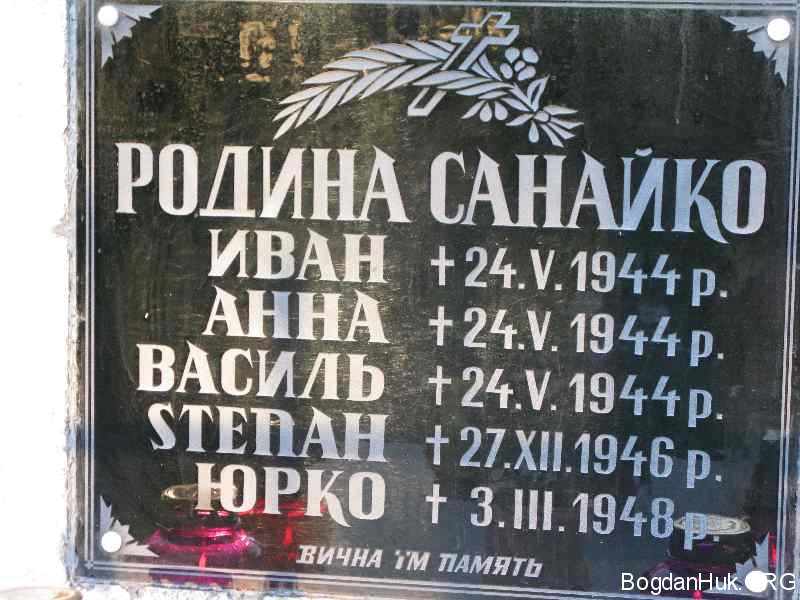 РОДИНА САНАЙКО
ИВАН † 24.V.1944 р.
АННА † 24.V.1944 р.
ВАСИЛЬ † 24.V.1944 р.
STEПАН † 27.XII.1946 р.
ЮРКО † 3.III.1948 р.
ВИЧНА ЇМ ПАМЯТЬ
BogdanHuk.ORG